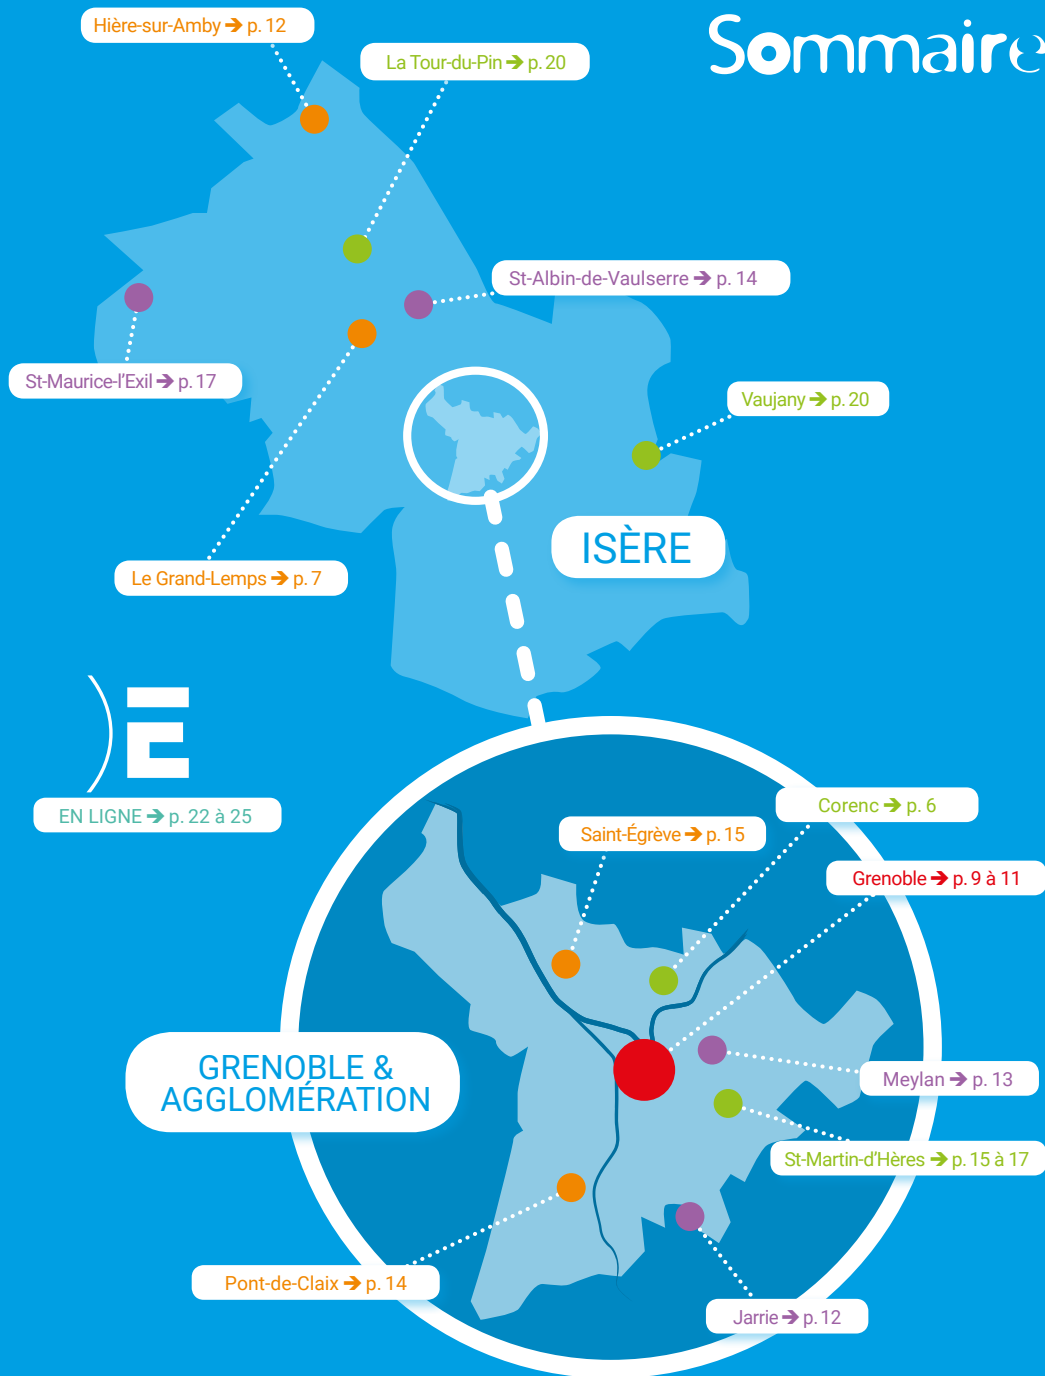 Sommaire
Hière-sur-Amby ➔ p. 12
La Tour-du-Pin ➔ p. 20
St-Albin-de-Vaulserre ➔ p. 14
St-Maurice-l'Exil ➔ p. 17
Vaujany ➔ p. 20
ISÈRE
Le Grand-Lemps ➔ p. 7
E
EN LIGNE ➔ p. 22 à 25
Corenc ➔ p. 6
Saint-Égrève ➔ p. 15
Grenoble ➔ p. 9 à 11
GRENOBLE &
AGGLOMÉRATION
Meylan ➔ p. 13
St-Martin-d'Hères ➔ p. 15 à 17
Pont-de-Claix ➔ p. 14
Jarrie ➔ p. 12